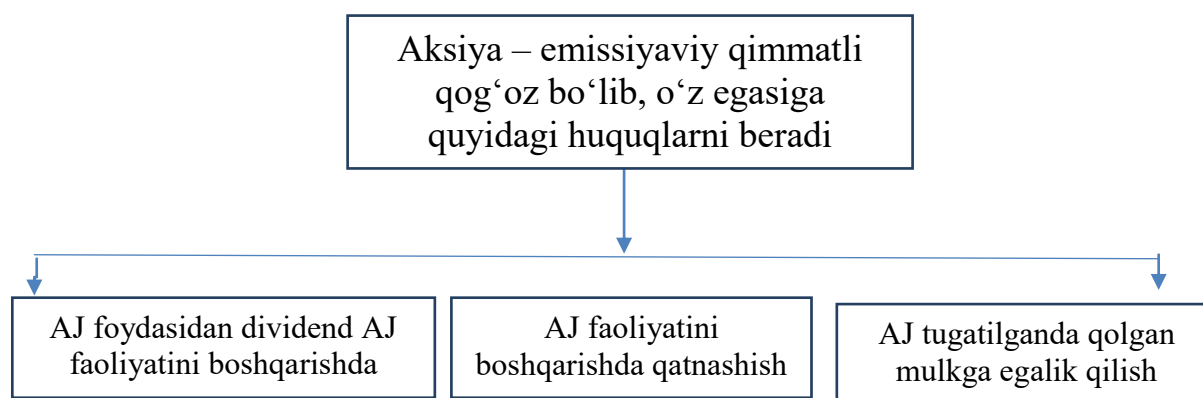 Aksiya – emissiyaviy qimmatli
qog‘oz bo‘lib, o‘z egasiga
quyidagi huquqlarni beradi
AJ foydasidan dividend AJ
faoliyatini boshqarishda
AJ faoliyatini
boshqarishda qatnashish
AJ tugatilganda qolgan
mulkga egalik qilish